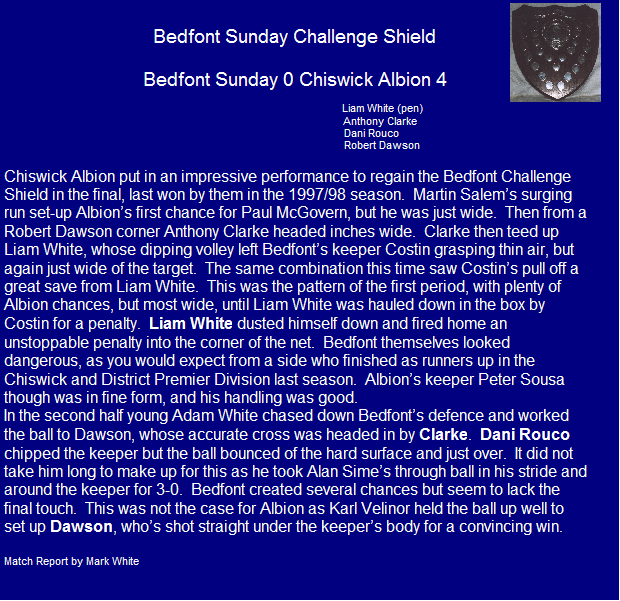 Bedfont Sunday Challenge Shield
Bedfont Sunday 0 Chiswick Albion 4
Liam White (pen)
Anthony Clarke
Dani Rouco
Robert Dawson
Chiswick Albion put in an impressive performance to regain the Bedfont Challenge
Shield in the final, last won by them in the 1997/98 season.  Martin Salem's surging
run set-up Albion's first chance for Paul McGovern, but he was just wide.  Then from a
Robert Dawson corner Anthony Clarke headed inches wide.  Clarke then teed up
Liam White, whose dipping volley left Bedfont's keeper Costin grasping thin air, but
again just wide of the target.  The same combination this time saw Costin's pull off a
great save from Liam White.  This was the pattern of the first period, with plenty of
Albion chances, but most wide, until Liam White was hauled down in the box by
Costin for a penalty.  Liam White dusted himself down and fired home an
unstoppable penalty into the corner of the net.  Bedfont themselves looked
dangerous, as you would expect from a side who finished as runners up in the
Chiswick and District Premier Division last season.  Albion's keeper Peter Sousa
though was in fine form, and his handling was good.
In the second half young Adam White chased down Bedfont's defence and worked
the ball to Dawson, whose accurate cross was headed in by Clarke.  Dani Rouco
chipped the keeper but the ball bounced of the hard surface and just over.  It did not
take him long to make up for this as he took Alan Sime's through ball in his stride and
around the keeper for 3-0.  Bedfont created several chances but seem to lack the
final touch.  This was not the case for Albion as Karl Velinor held the ball up well to
set up Dawson, who's shot straight under the keeper's body for a convincing win.
Match Report by Mark White